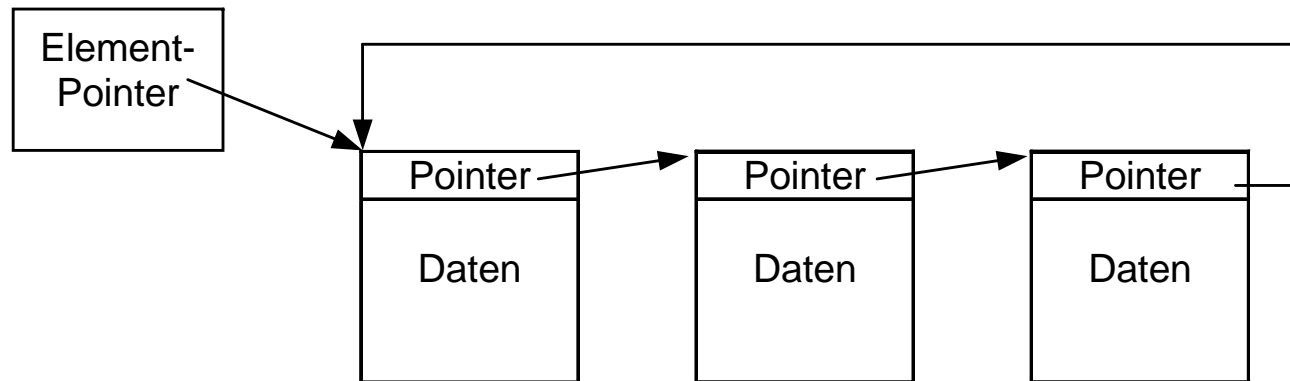 Element-
Pointer
Pointer
Pointer
Pointer
Daten
Daten
Daten